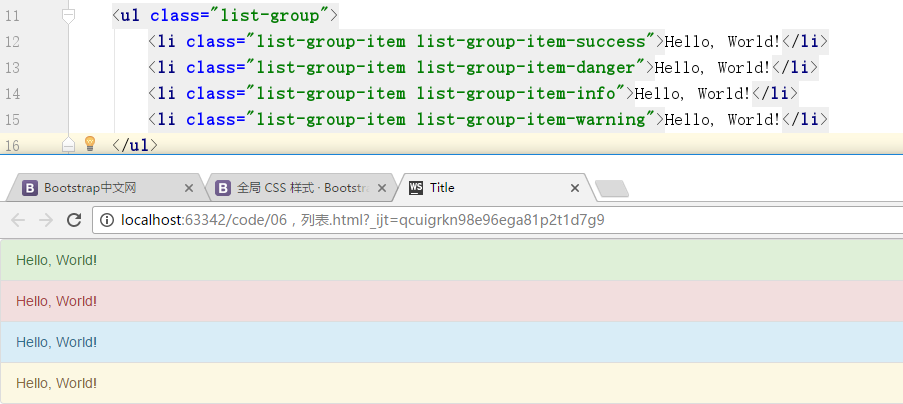 11 <ul class="list-group">
12 <li class="list-group-item list-group-item-success">Hello, World!</li>
13 <li class="list-group-item list-group-item-danger">Hello, World!</li>
14 <li class="list-group-item list-group-item-info">Hello, World!</li>
15 <li class="list-group-item list-group-item-warning">Hello, World!</li>
16 </ul>
B Bootstrap中文网 B 全局 CSS 样式 · Bootstra WS Title
localhost:63342/code/06，列表.html?_ijt=qcuigrkn98e96ega81p2t1d7g9
Hello, World!
Hello, World!
Hello, World!
Hello, World!